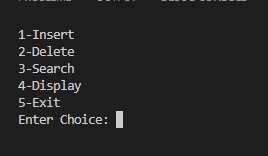 1-Insert
2-Delete
3-Search
4-Display
5-Exit
Enter Choice: